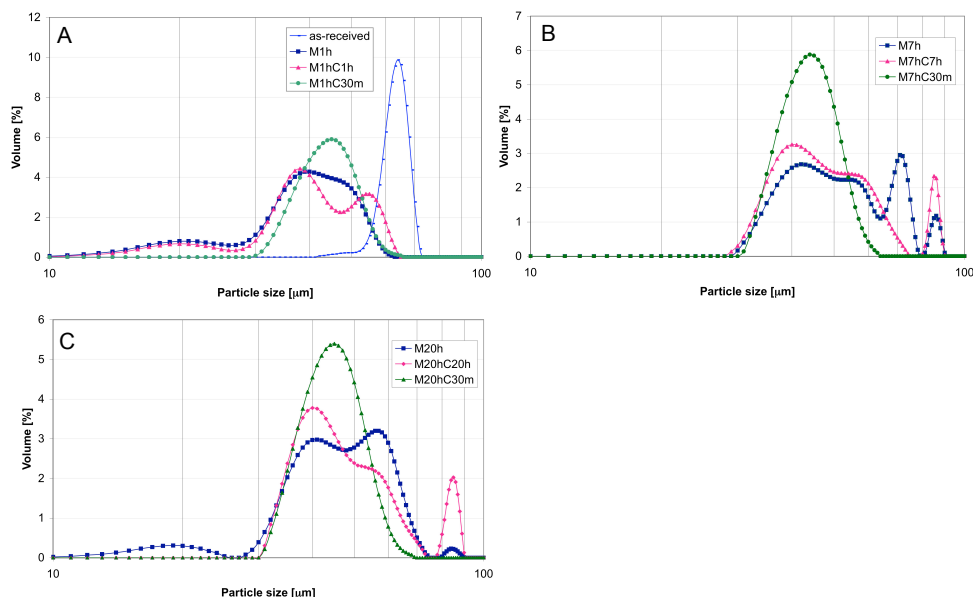 A
as-received
M1h
M1hC1h
M1hC30m
Volume [%]
12
10
8
6
4
2
0
10
100
Particle size [µm]
B
M7h
M7hC7h
M7hC30m
Volume [%]
7
6
5
4
3
2
1
0
10
100
Particle size [µm]
C
M20h
M20hC20h
M20hC30m
Volume [%]
6
5
4
3
2
1
0
10
100
Particle size [µm]